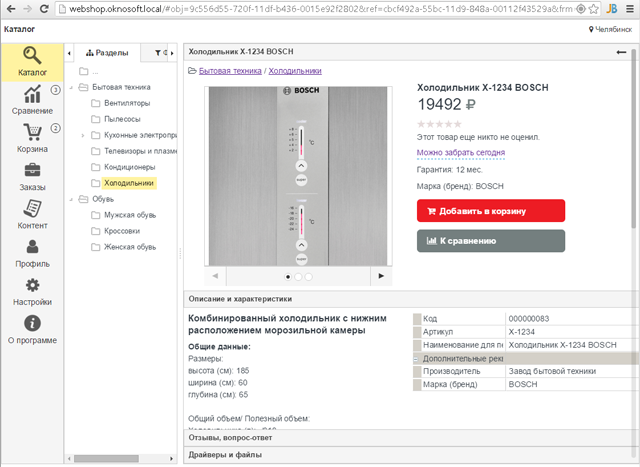 webshop.oknosoft.local/#obj=9c556d55-720f-11df-b436-0015e92f2802&ref=cbcf492a-55bc-11d9-848a-00112f43529a&frm
Каталог
Челябинск
Каталог
Сравнение
3
Корзина
2
Заказы
Контент
Профиль
Настройки
О программе
Разделы
Ф
...
Бытовая техника
Вентиляторы
Пылесосы
Кухонные электропри
Телевизоры и плазме
Кондиционеры
Холодильники
Обувь
Мужская обувь
Кроссовки
Женская обувь
Холодильник X-1234 BOSCH
Бытовая техника / Холодильники
BOSCH
°C
°C
Холодильник X-1234 BOSCH
19492 ₽
Этот товар еще никто не оценил.
Можно забрать сегодня
Гарантия: 12 мес.
Марка (бренд): BOSCH
Добавить в корзину
К сравнению
Описание и характеристики
Комбинированный холодильник с нижним
расположением морозильной камеры
Общие данные:
Размеры:
высота (см): 185
ширина (см): 60
глубина (см): 65
Общий объем/ Полезный объем:
Код 000000083
Артикул X-1234
Наименование для пе Холодильник X-1234 BOSCH
Дополнительные рекв
Производитель Завод бытовой техники
Марка (бренд) BOSCH
Отзывы, вопрос-ответ
Драйверы и файлы